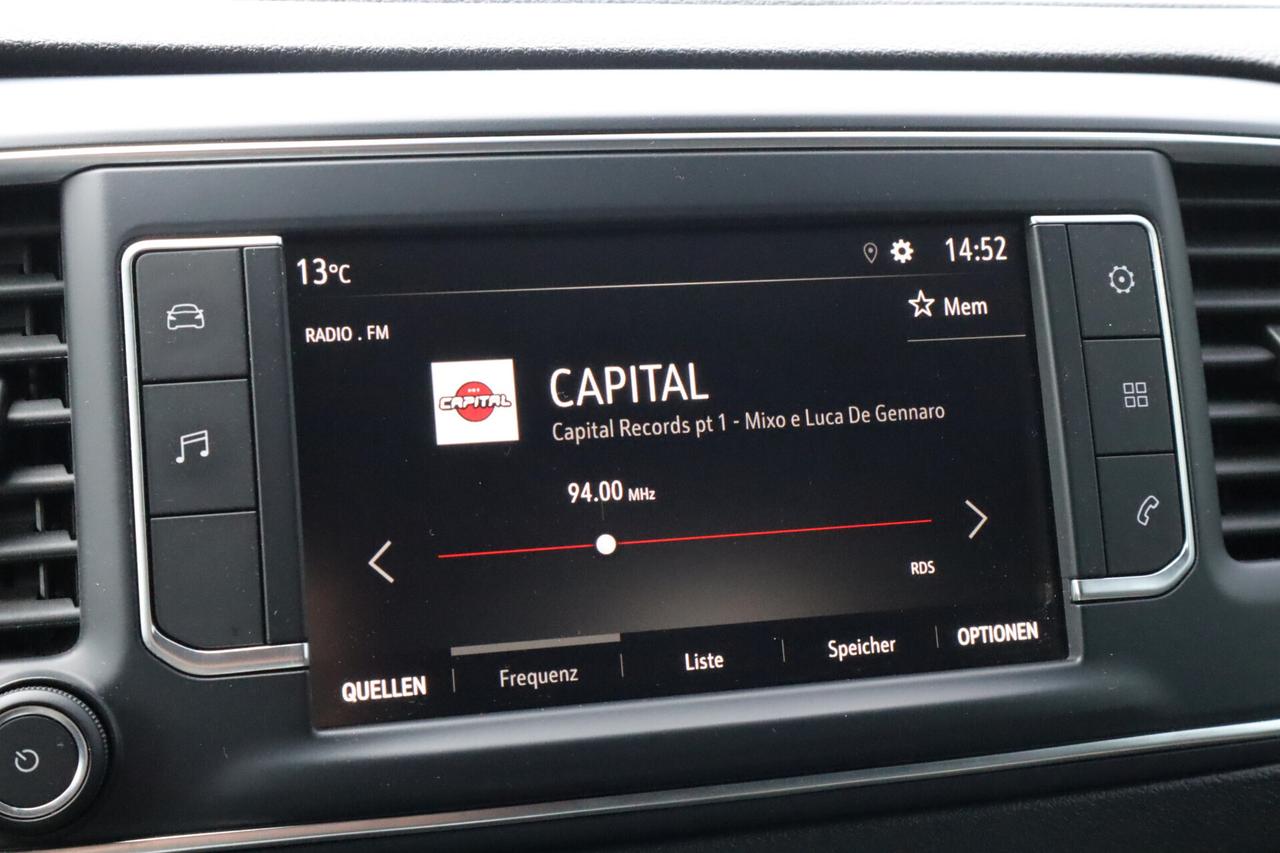 13°C
14:52
RADIO . FM
Mem
CAPITAL
CAPITAL
Capital Records pt 1 - Mixo e Luca De Gennaro
94.00 MHz
RDS
QUELLEN
Frequenz
Liste
Speicher
OPTIONEN